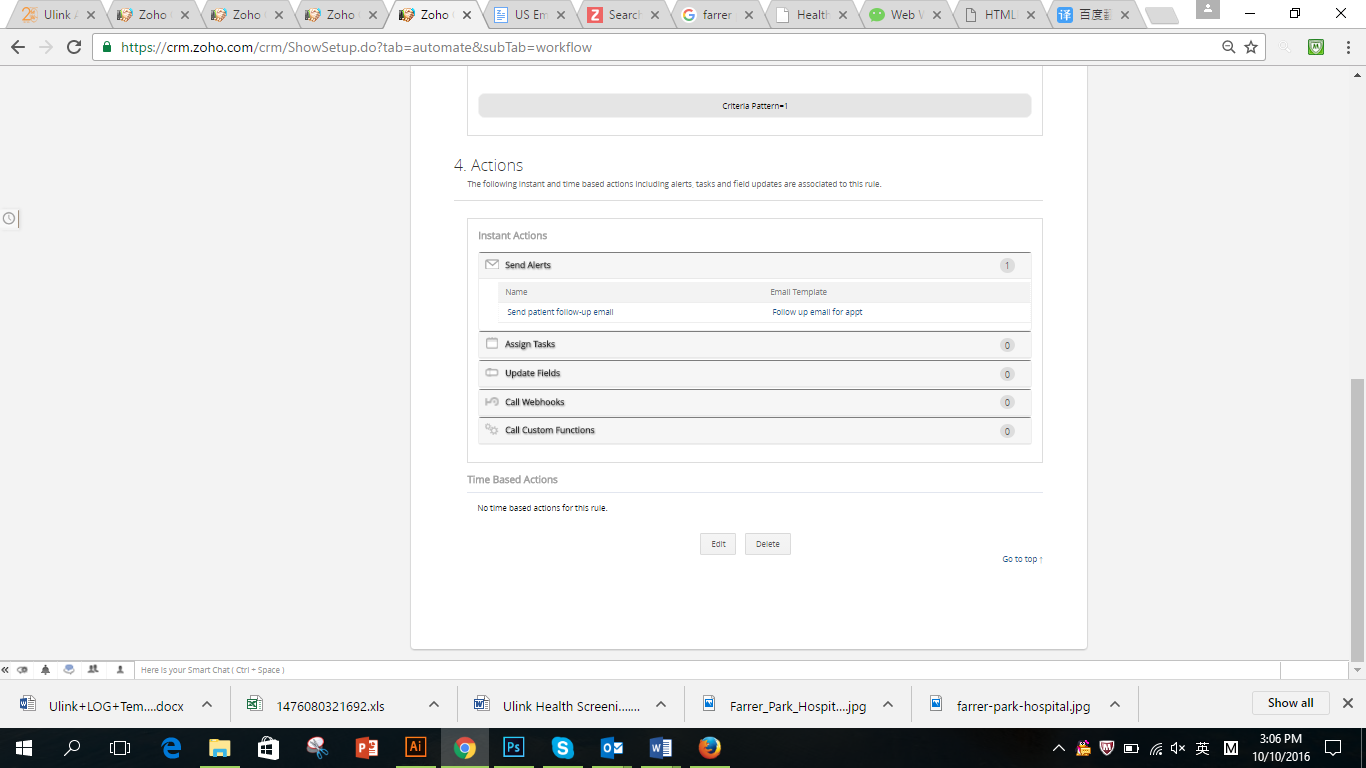 Ulink A
Zoho
Zoho
Zoho
Zoho
US Em
Search
farrer
Health
Web W
HTML
百度
https://crm.zoho.com/crm/ShowSetup.do?tab=automate&subTab=workflow
Criteria Pattern=1
4. Actions
The following instant and time based actions including alerts, tasks and field updates are associated to this rule.
Instant Actions
Send Alerts 1
Name Email Template
Send patient follow-up email Follow up email for appt
Assign Tasks 0
Update Fields 0
Call Webhooks 0
Call Custom Functions 0
Time Based Actions
No time based actions for this rule.
Edit Delete
Go to top ↑
Here is your Smart Chat ( Ctrl + Space )
Ulink+LOG+Tem....docx
1476080321692.xls
Ulink Health Screeni.......
Farrer_Park_Hospit....jpg
farrer-park-hospital.jpg
Show all
英 M
3:06 PM
10/10/2016